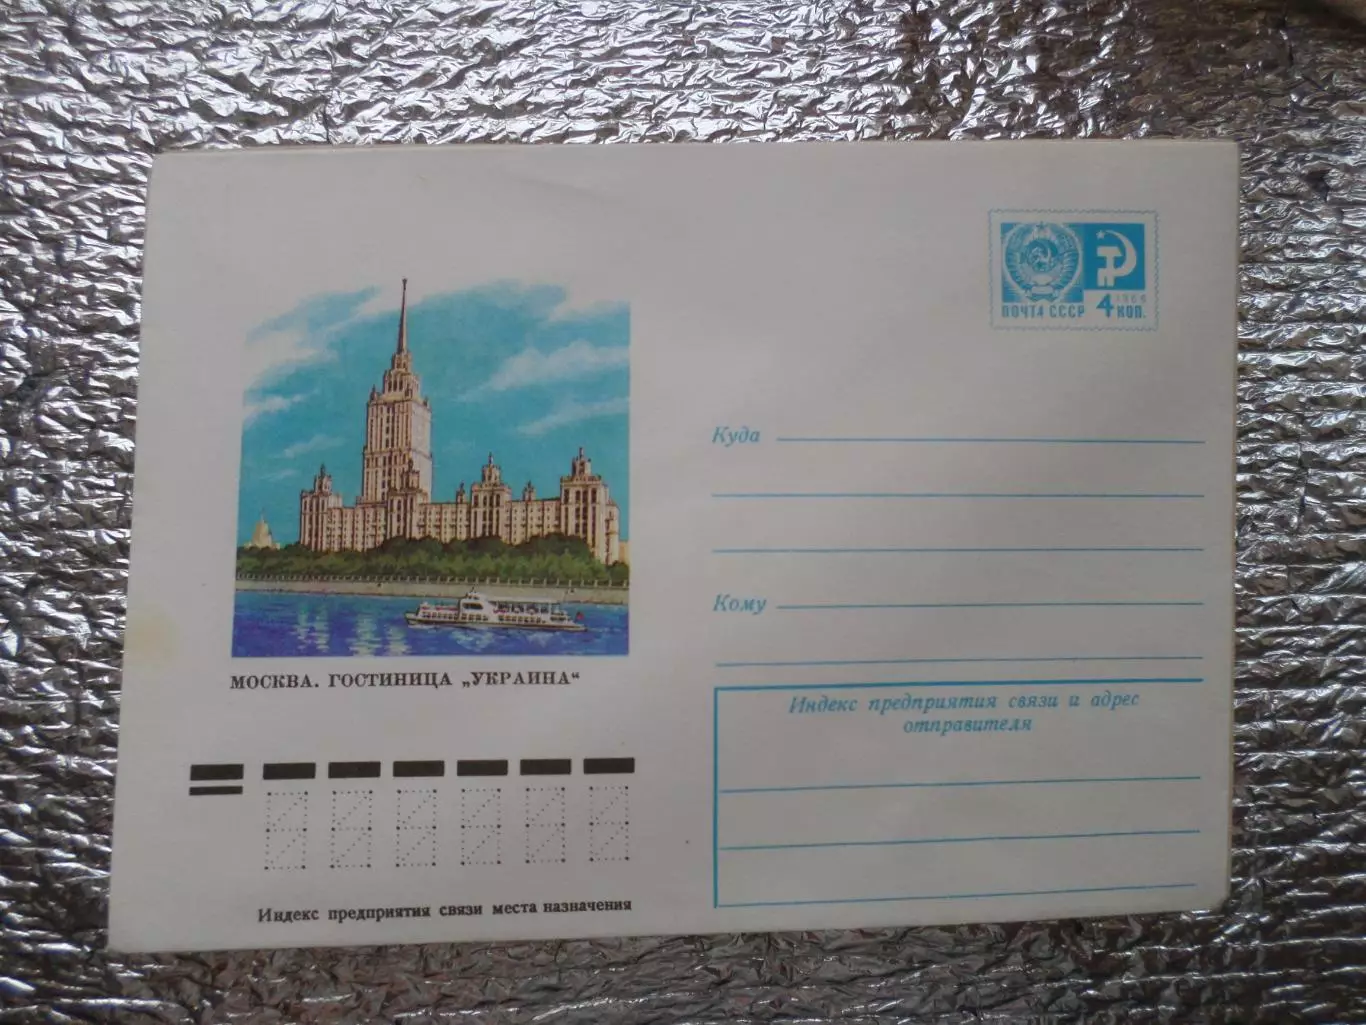 1966
ПОЧТА СССР 4 КОП.
Куда
Кому
МОСКВА. ГОСТИНИЦА „УКРАИНА“
Индекс предприятия связи и адрес
отправителя
Индекс предприятия связи места назначения